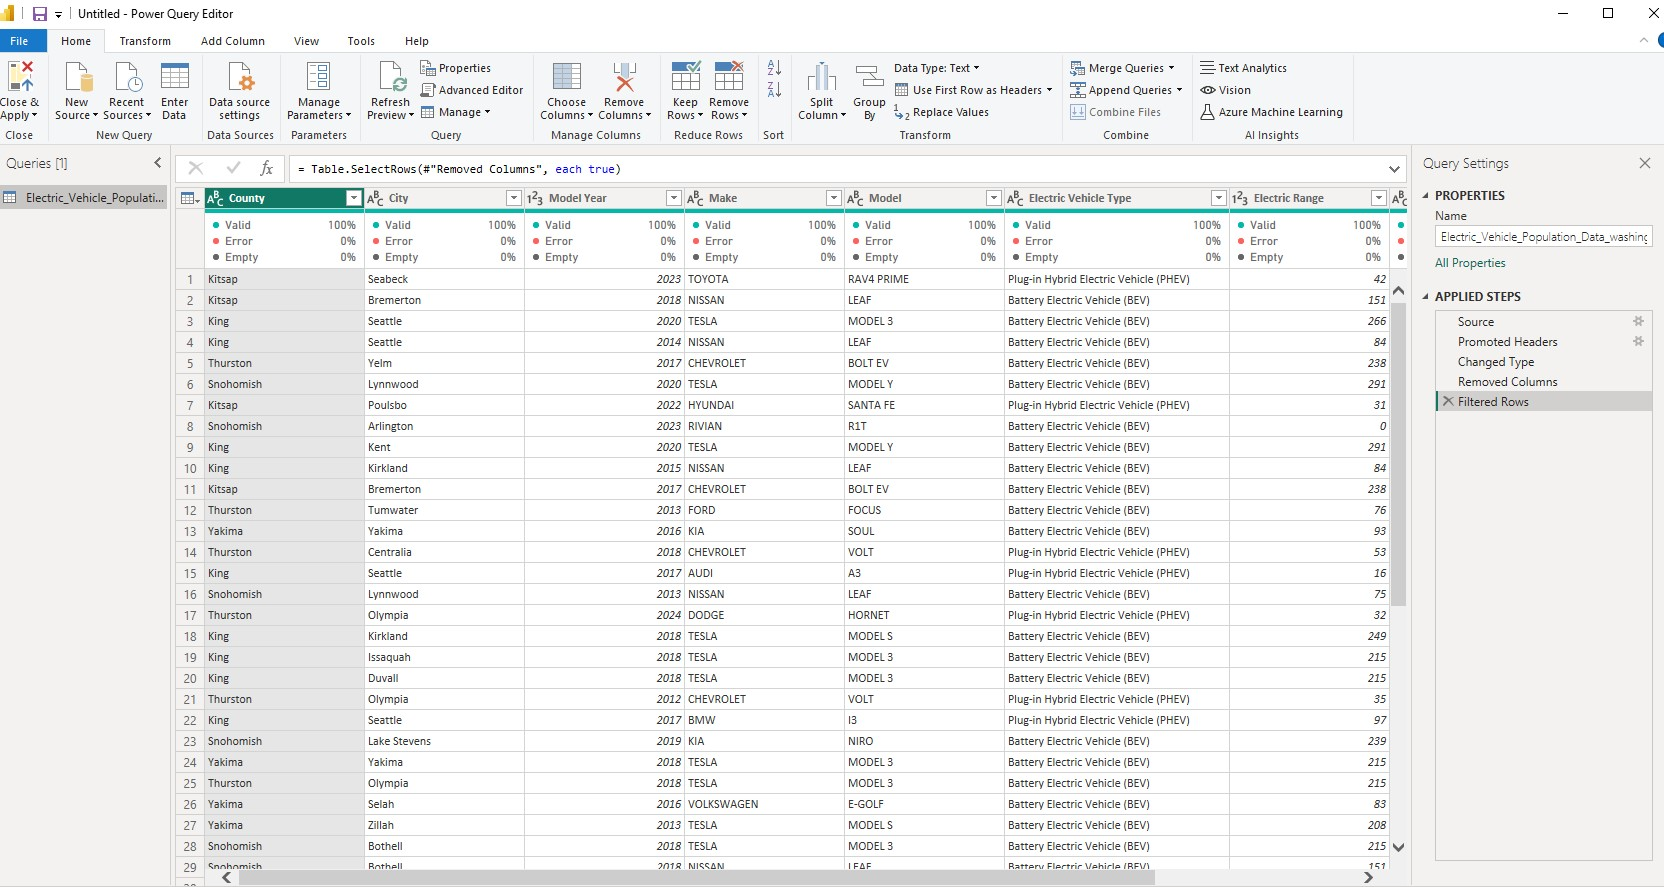 Untitled - Power Query Editor
File Home Transform Add Column View Tools Help
Close & Apply
New Source
Recent Sources
Enter Data
Data source settings
Manage Parameters
Refresh Preview
Properties
Advanced Editor
Manage
Choose Columns
Remove Columns
Keep Rows
Remove Rows
Split Column
Group By
Data Type: Text
Use First Row as Headers
Replace Values
Merge Queries
Append Queries
Combine Files
Text Analytics
Vision
Azure Machine Learning
Close New Query Data Sources Parameters Query Manage Columns Reduce Rows Sort Transform Combine AI Insights
Queries [1]
Electric_Vehicle_Populati...
fx = Table.SelectRows(#"Removed Columns", each true)
County City Model Year Make Model Electric Vehicle Type Electric Range
Valid 100% Valid 100% Valid 100% Valid 100% Valid 100% Valid 100% Valid 100%
Error 0% Error 0% Error 0% Error 0% Error 0% Error 0% Error 0%
Empty 0% Empty 0% Empty 0% Empty 0% Empty 0% Empty 0% Empty 0%
1 Kitsap Seabeck 2023 TOYOTA RAV4 PRIME Plug-in Hybrid Electric Vehicle (PHEV) 42
2 Kitsap Bremerton 2018 NISSAN LEAF Battery Electric Vehicle (BEV) 151
3 King Seattle 2020 TESLA MODEL 3 Battery Electric Vehicle (BEV) 266
4 King Seattle 2014 NISSAN LEAF Battery Electric Vehicle (BEV) 84
5 Thurston Yelm 2017 CHEVROLET BOLT EV Battery Electric Vehicle (BEV) 238
6 Snohomish Lynnwood 2020 TESLA MODEL Y Battery Electric Vehicle (BEV) 291
7 Kitsap Poulsbo 2022 HYUNDAI SANTA FE Plug-in Hybrid Electric Vehicle (PHEV) 31
8 Snohomish Arlington 2023 RIVIAN R1T Battery Electric Vehicle (BEV) 0
9 King Kent 2020 TESLA MODEL Y Battery Electric Vehicle (BEV) 291
10 King Kirkland 2015 NISSAN LEAF Battery Electric Vehicle (BEV) 84
11 Kitsap Bremerton 2017 CHEVROLET BOLT EV Battery Electric Vehicle (BEV) 238
12 Thurston Tumwater 2013 FORD FOCUS Battery Electric Vehicle (BEV) 76
13 Yakima Yakima 2016 KIA SOUL Battery Electric Vehicle (BEV) 93
14 Thurston Centralia 2018 CHEVROLET VOLT Plug-in Hybrid Electric Vehicle (PHEV) 53
15 King Seattle 2017 AUDI A3 Plug-in Hybrid Electric Vehicle (PHEV) 16
16 Snohomish Lynnwood 2013 NISSAN LEAF Battery Electric Vehicle (BEV) 75
17 Thurston Olympia 2024 DODGE HORNET Plug-in Hybrid Electric Vehicle (PHEV) 32
18 King Kirkland 2018 TESLA MODEL S Battery Electric Vehicle (BEV) 249
19 King Issaquah 2018 TESLA MODEL 3 Battery Electric Vehicle (BEV) 215
20 King Duvall 2018 TESLA MODEL 3 Battery Electric Vehicle (BEV) 215
21 Thurston Olympia 2012 CHEVROLET VOLT Plug-in Hybrid Electric Vehicle (PHEV) 35
22 King Seattle 2017 BMW I3 Plug-in Hybrid Electric Vehicle (PHEV) 97
23 Snohomish Lake Stevens 2019 KIA NIRO Battery Electric Vehicle (BEV) 239
24 Yakima Yakima 2018 TESLA MODEL 3 Battery Electric Vehicle (BEV) 215
25 Thurston Olympia 2018 TESLA MODEL 3 Battery Electric Vehicle (BEV) 215
26 Yakima Selah 2016 VOLKSWAGEN E-GOLF Battery Electric Vehicle (BEV) 83
27 Yakima Zillah 2013 TESLA MODEL S Battery Electric Vehicle (BEV) 208
28 Snohomish Bothell 2018 TESLA MODEL 3 Battery Electric Vehicle (BEV) 215
29 Snohomish Bothell 2018 NISSAN LEAF Battery Electric Vehicle (BEV) 151
Query Settings
PROPERTIES
Name
Electric_Vehicle_Population_Data_washing
All Properties
APPLIED STEPS
Source
Promoted Headers
Changed Type
Removed Columns
Filtered Rows